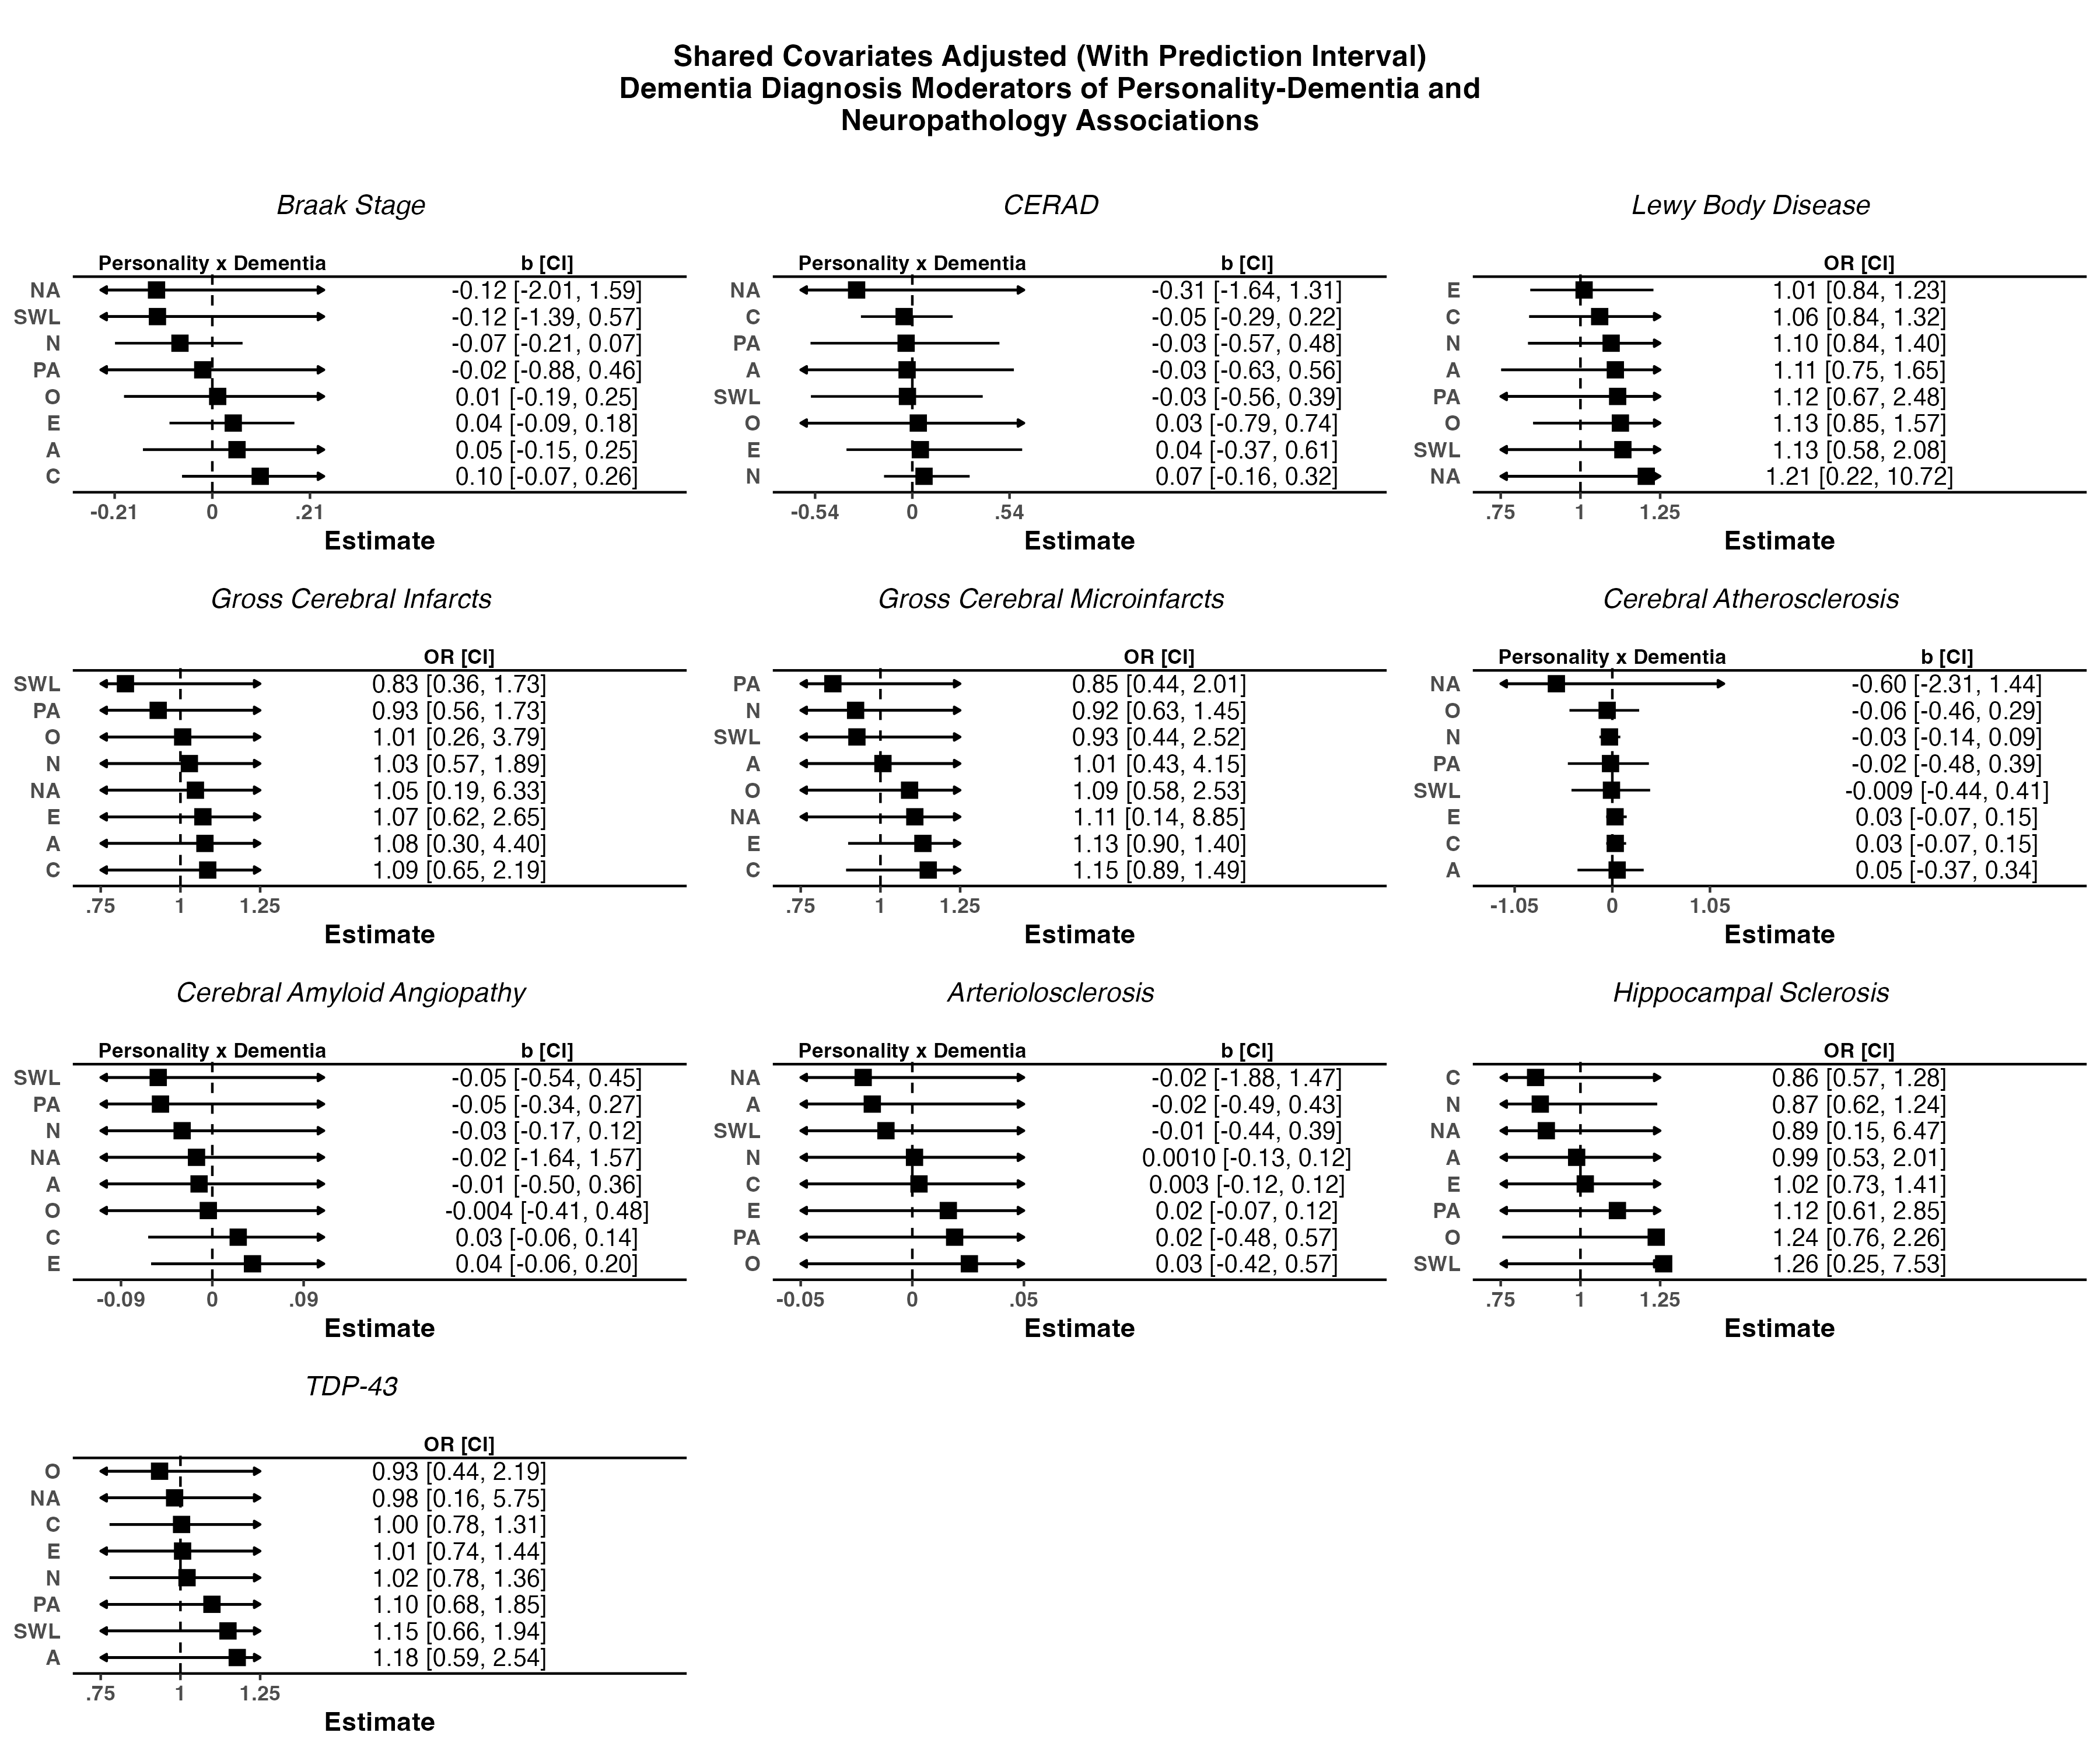 Shared Covariates Adjusted (With Prediction Interval)
Dementia Diagnosis Moderators of Personality-Dementia and
Neuropathology Associations
Braak Stage
Personality x Dementia b [CI]
NA -0.12 [-2.01, 1.59]
SWL -0.12 [-1.39, 0.57]
N -0.07 [-0.21, 0.07]
PA -0.02 [-0.88, 0.46]
O 0.01 [-0.19, 0.25]
E 0.04 [-0.09, 0.18]
A 0.05 [-0.15, 0.25]
C 0.10 [-0.07, 0.26]
-0.21 0 .21
Estimate
CERAD
Personality x Dementia b [CI]
NA -0.31 [-1.64, 1.31]
C -0.05 [-0.29, 0.22]
PA -0.03 [-0.57, 0.48]
A -0.03 [-0.63, 0.56]
SWL -0.03 [-0.56, 0.39]
O 0.03 [-0.79, 0.74]
E 0.04 [-0.37, 0.61]
N 0.07 [-0.16, 0.32]
-0.54 0 .54
Estimate
Lewy Body Disease
OR [CI]
E 1.01 [0.84, 1.23]
C 1.06 [0.84, 1.32]
N 1.10 [0.84, 1.40]
A 1.11 [0.75, 1.65]
PA 1.12 [0.67, 2.48]
O 1.13 [0.85, 1.57]
SWL 1.13 [0.58, 2.08]
NA 1.21 [0.22, 10.72]
.75 1 1.25
Estimate
Gross Cerebral Infarcts
OR [CI]
SWL 0.83 [0.36, 1.73]
PA 0.93 [0.56, 1.73]
O 1.01 [0.26, 3.79]
N 1.03 [0.57, 1.89]
NA 1.05 [0.19, 6.33]
E 1.07 [0.62, 2.65]
A 1.08 [0.30, 4.40]
C 1.09 [0.65, 2.19]
.75 1 1.25
Estimate
Gross Cerebral Microinfarcts
OR [CI]
PA 0.85 [0.44, 2.01]
N 0.92 [0.63, 1.45]
SWL 0.93 [0.44, 2.52]
A 1.01 [0.43, 4.15]
O 1.09 [0.58, 2.53]
NA 1.11 [0.14, 8.85]
E 1.13 [0.90, 1.40]
C 1.15 [0.89, 1.49]
.75 1 1.25
Estimate
Cerebral Atherosclerosis
Personality x Dementia b [CI]
NA -0.60 [-2.31, 1.44]
O -0.06 [-0.46, 0.29]
N -0.03 [-0.14, 0.09]
PA -0.02 [-0.48, 0.39]
SWL -0.009 [-0.44, 0.41]
E 0.03 [-0.07, 0.15]
C 0.03 [-0.07, 0.15]
A 0.05 [-0.37, 0.34]
-1.05 0 1.05
Estimate
Cerebral Amyloid Angiopathy
Personality x Dementia b [CI]
SWL -0.05 [-0.54, 0.45]
PA -0.05 [-0.34, 0.27]
N -0.03 [-0.17, 0.12]
NA -0.02 [-1.64, 1.57]
A -0.01 [-0.50, 0.36]
O -0.004 [-0.41, 0.48]
C 0.03 [-0.06, 0.14]
E 0.04 [-0.06, 0.20]
-0.09 0 .09
Estimate
Arteriolosclerosis
Personality x Dementia b [CI]
NA -0.02 [-1.88, 1.47]
A -0.02 [-0.49, 0.43]
SWL -0.01 [-0.44, 0.39]
N 0.0010 [-0.13, 0.12]
C 0.003 [-0.12, 0.12]
E 0.02 [-0.07, 0.12]
PA 0.02 [-0.48, 0.57]
O 0.03 [-0.42, 0.57]
-0.05 0 .05
Estimate
Hippocampal Sclerosis
OR [CI]
C 0.86 [0.57, 1.28]
N 0.87 [0.62, 1.24]
NA 0.89 [0.15, 6.47]
A 0.99 [0.53, 2.01]
E 1.02 [0.73, 1.41]
PA 1.12 [0.61, 2.85]
O 1.24 [0.76, 2.26]
SWL 1.26 [0.25, 7.53]
.75 1 1.25
Estimate
TDP-43
OR [CI]
O 0.93 [0.44, 2.19]
NA 0.98 [0.16, 5.75]
C 1.00 [0.78, 1.31]
E 1.01 [0.74, 1.44]
N 1.02 [0.78, 1.36]
PA 1.10 [0.68, 1.85]
SWL 1.15 [0.66, 1.94]
A 1.18 [0.59, 2.54]
.75 1 1.25
Estimate